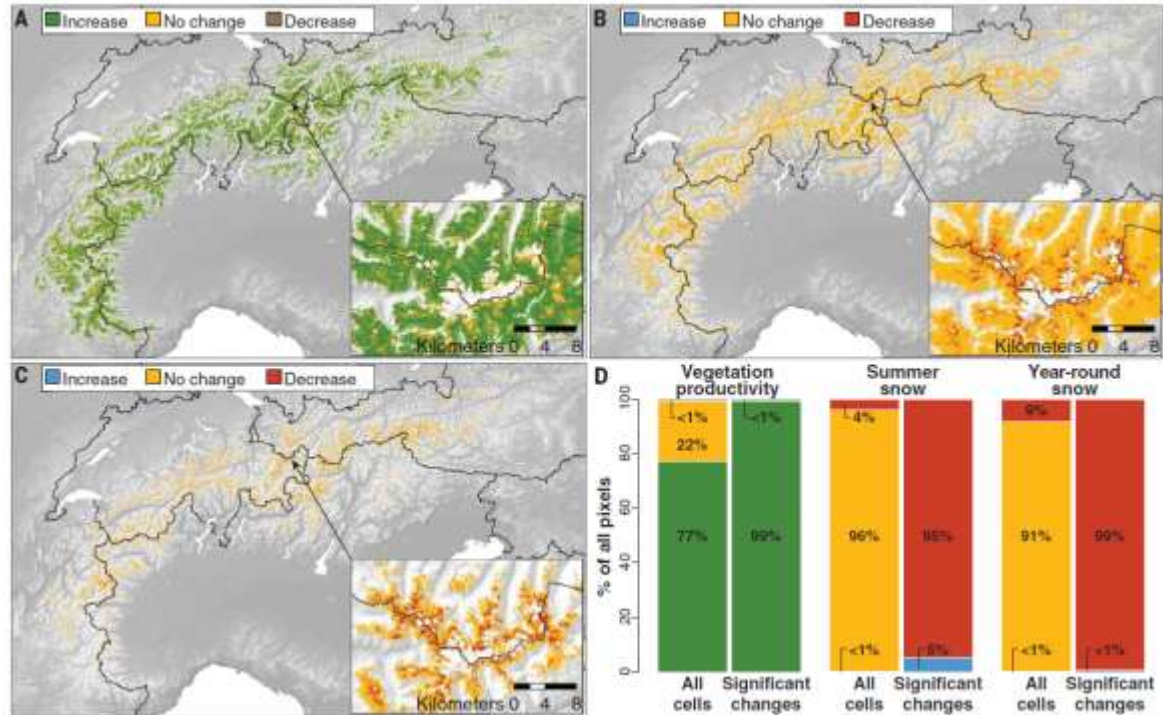 A Increase No change Decrease
Kilometers 0 4 8
B Increase No change Decrease
Kilometers 0 4 8
C Increase No change Decrease
Kilometers 0 4 8
D Vegetation productivity Summer snow Year-round snow
% of all pixels
100
80
60
40
20
0
<1%
22%
77%
<1%
99%
4%
96%
<1%
95%
5%
9%
91%
<1%
99%
<1%
All cells
Significant changes
All cells
Significant changes
All cells
Significant changes